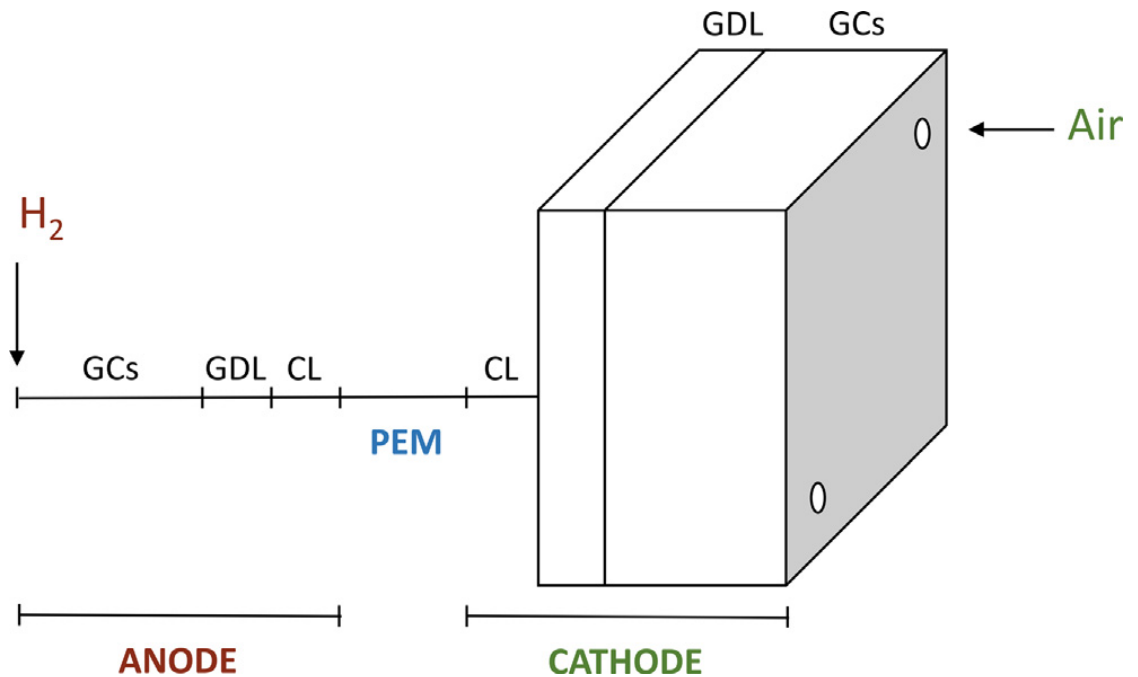 GDL GCs
Air
H₂
GCs GDL CL CL
PEM
ANODE CATHODE